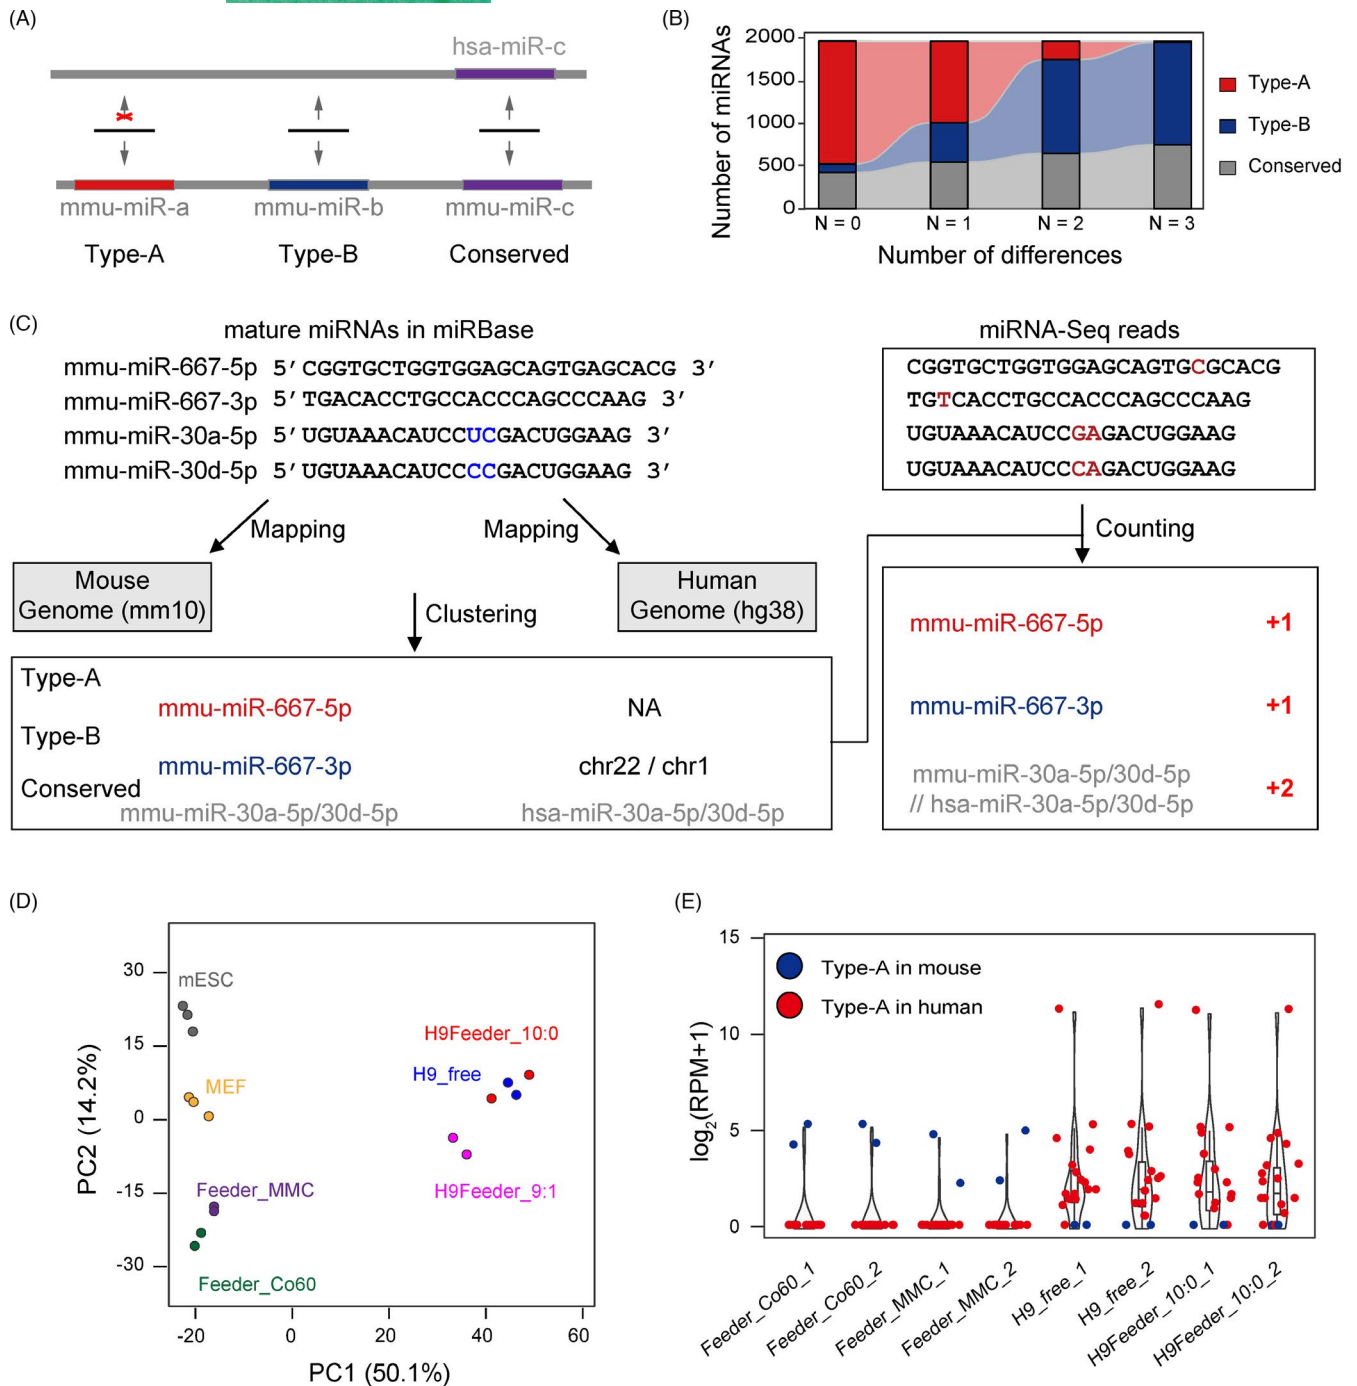 (A)
hsa-miR-c
mmu-miR-a
mmu-miR-b
mmu-miR-c
Type-A
Type-B
Conserved
(B)
Number of miRNAs
2000
1500
1000
500
0
N = 0
N = 1
N = 2
N = 3
Number of differences
Type-A
Type-B
Conserved
(C)
mature miRNAs in miRBase
mmu-miR-667-5p 5′ CGGTGCTGGTGGAGCAGTGAGCACG 3′
mmu-miR-667-3p 5′ TGACACCTGCCACCCAGCCCAAG 3′
mmu-miR-30a-5p 5′ UGUAAACAUCCUCGACUGGAAG 3′
mmu-miR-30d-5p 5′ UGUAAACAUCCCCGACUGGAAG 3′
miRNA-Seq reads
CGGTGCTGGTGGAGCAGTGCGCACG
TGTCACCTGCCACCCAGCCCAAG
UGUAAACAUCCGAGACUGGAAG
UGUAAACAUCCCAGACUGGAAG
Mapping
Mapping
Counting
Mouse
Genome (mm10)
Human
Genome (hg38)
Clustering
Type-A
mmu-miR-667-5p NA
Type-B
mmu-miR-667-3p chr22 / chr1
Conserved
mmu-miR-30a-5p/30d-5p hsa-miR-30a-5p/30d-5p
mmu-miR-667-5p +1
mmu-miR-667-3p +1
mmu-miR-30a-5p/30d-5p
// hsa-miR-30a-5p/30d-5p
+2
(D)
PC2 (14.2%)
30
15
0
-15
-30
mESC
MEF
Feeder_MMC
Feeder_Co60
H9Feeder_10:0
H9_free
H9Feeder_9:1
-20
0
20
40
60
PC1 (50.1%)
(E)
log2(RPM+1)
15
10
5
0
Type-A in mouse
Type-A in human
Feeder_Co60_1
Feeder_Co60_2
Feeder_MMC_1
Feeder_MMC_2
H9_free_1
H9_free_2
H9Feeder_10:0_1
H9Feeder_10:0_2